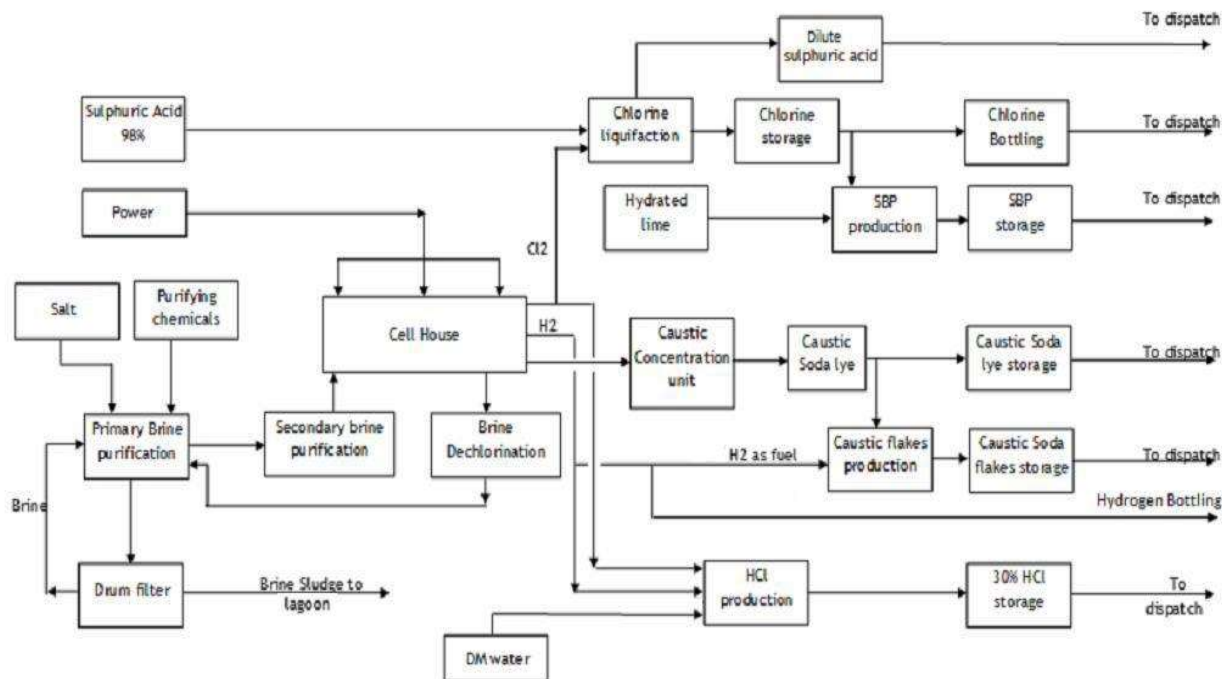 To dispatch
Dilute
sulphuric acid
Sulphuric Acid
98%
Chlorine
liquifaction
Chlorine
storage
Chlorine
Bottling
To dispatch
Power
Hydrated
lime
SBP
production
SBP
storage
To dispatch
Cl2
Salt
Purifying
chemicals
Cell House
H2
Caustic
Concentration
unit
Caustic
Soda lye
Caustic Soda
lye storage
To dispatch
Primary Brine
purification
Secondary brine
purification
Brine
Dechlorination
H2 as fuel
Caustic flakes
production
Caustic Soda
flakes storage
To dispatch
Brine
Hydrogen Bottling
Drum filter
Brine Sludge to
lagoon
HCl
production
30% HCl
storage
To
dispatch
DM water